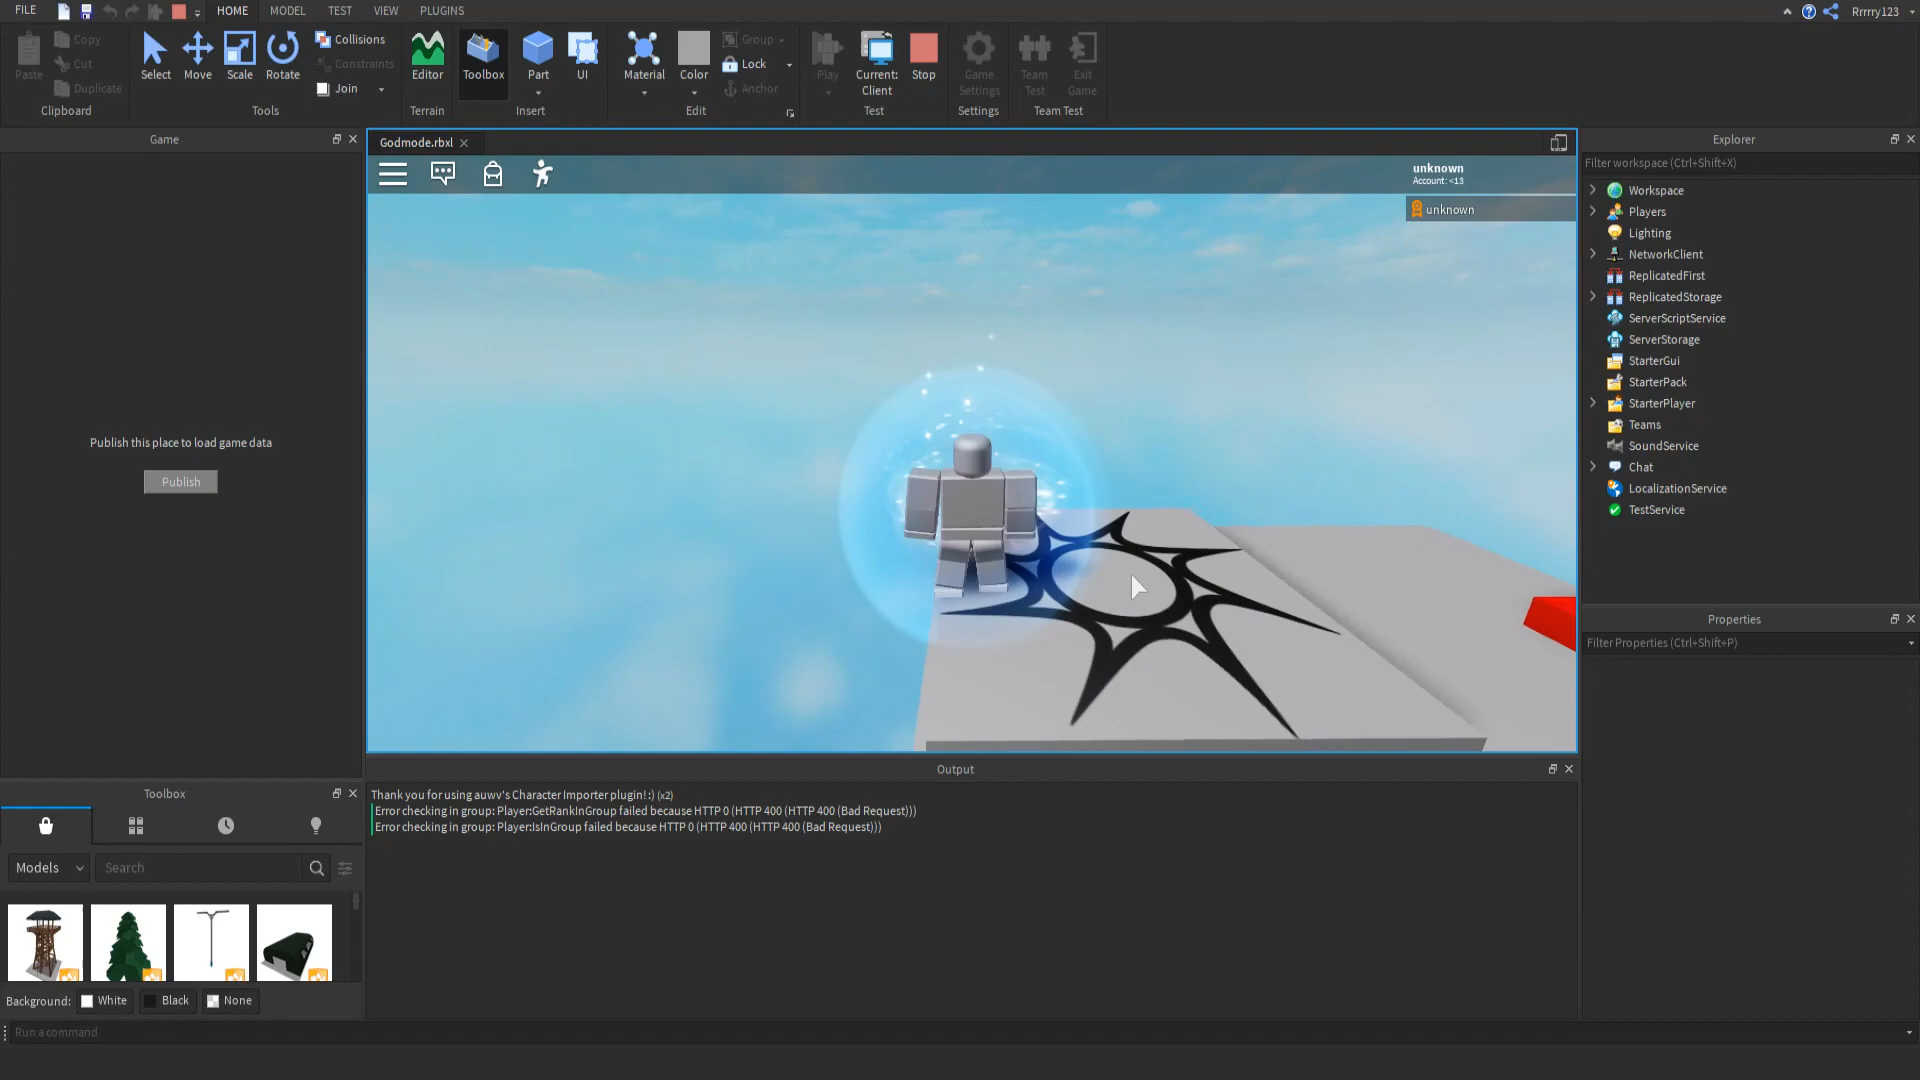 FILE
HOME
MODEL
TEST
VIEW
PLUGINS
Rrrrry123
Paste
Copy
Cut
Duplicate
Clipboard
Select
Move
Scale
Rotate
Collisions
Constraints
Join
Tools
Editor
Terrain
Toolbox
Part
UI
Insert
Material
Color
Group
Lock
Anchor
Edit
Play
Current:
Client
Stop
Test
Game
Settings
Settings
Team
Test
Exit
Game
Team Test
Game
Publish this place to load game data
Publish
Godmode.rbxl
unknown
Account: <13
unknown
Explorer
Filter workspace (Ctrl+Shift+X)
Workspace
Players
Lighting
NetworkClient
ReplicatedFirst
ReplicatedStorage
ServerScriptService
ServerStorage
StarterGui
StarterPack
StarterPlayer
Teams
SoundService
Chat
LocalizationService
TestService
Properties
Filter Properties (Ctrl+Shift+P)
Output
Thank you for using auwv's Character Importer plugin! :) (x2)
Error checking in group: Player:GetRankInGroup failed because HTTP 0 (HTTP 400 (HTTP 400 (Bad Request)))
Error checking in group: Player:IsInGroup failed because HTTP 0 (HTTP 400 (HTTP 400 (Bad Request)))
Toolbox
Models
Search
Background:
White
Black
None
Run a command